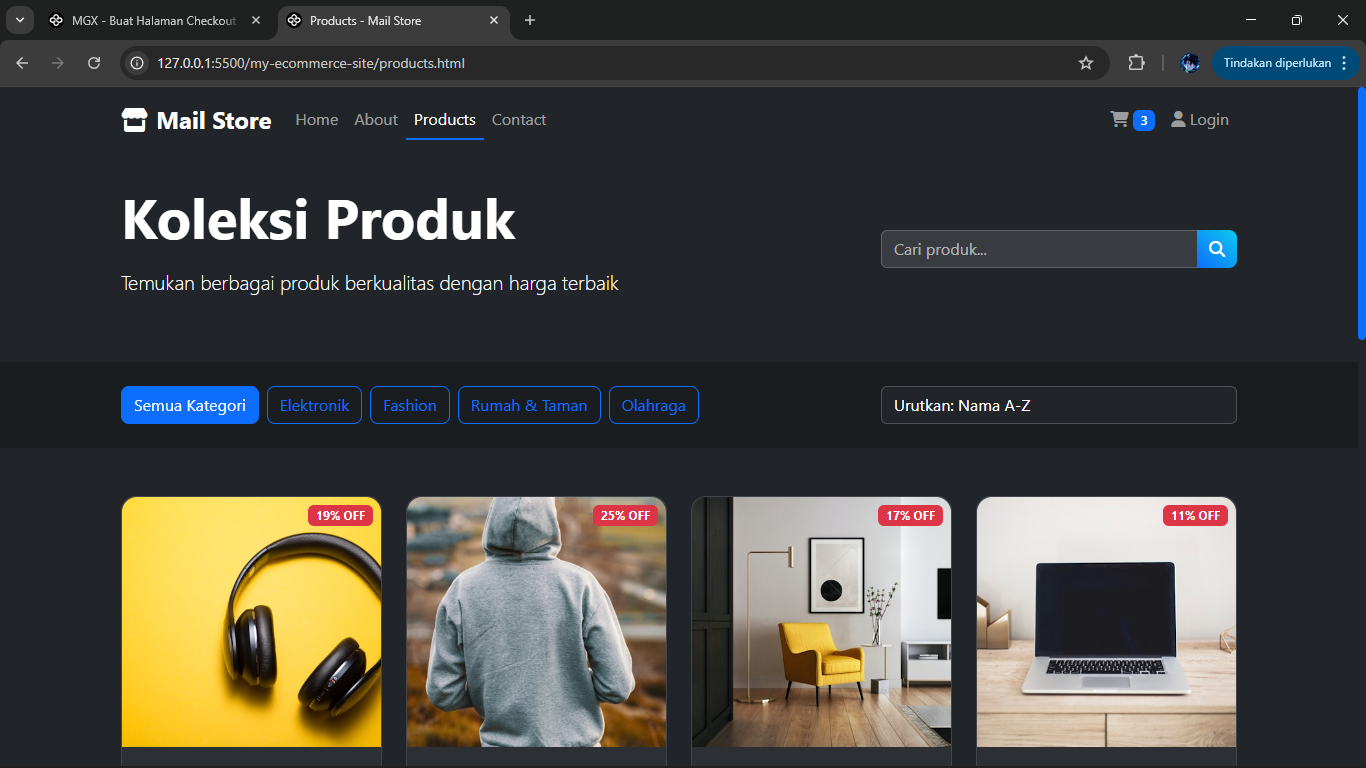 MGX - Buat Halaman Checkout
Products - Mail Store
127.0.0.1:5500/my-ecommerce-site/products.html
Tindakan diperlukan
Mail Store
Home
About
Products
Contact
3
Login
Koleksi Produk
Cari produk...
Temukan berbagai produk berkualitas dengan harga terbaik
Semua Kategori
Elektronik
Fashion
Rumah & Taman
Olahraga
Urutkan: Nama A-Z
19% OFF
25% OFF
17% OFF
11% OFF